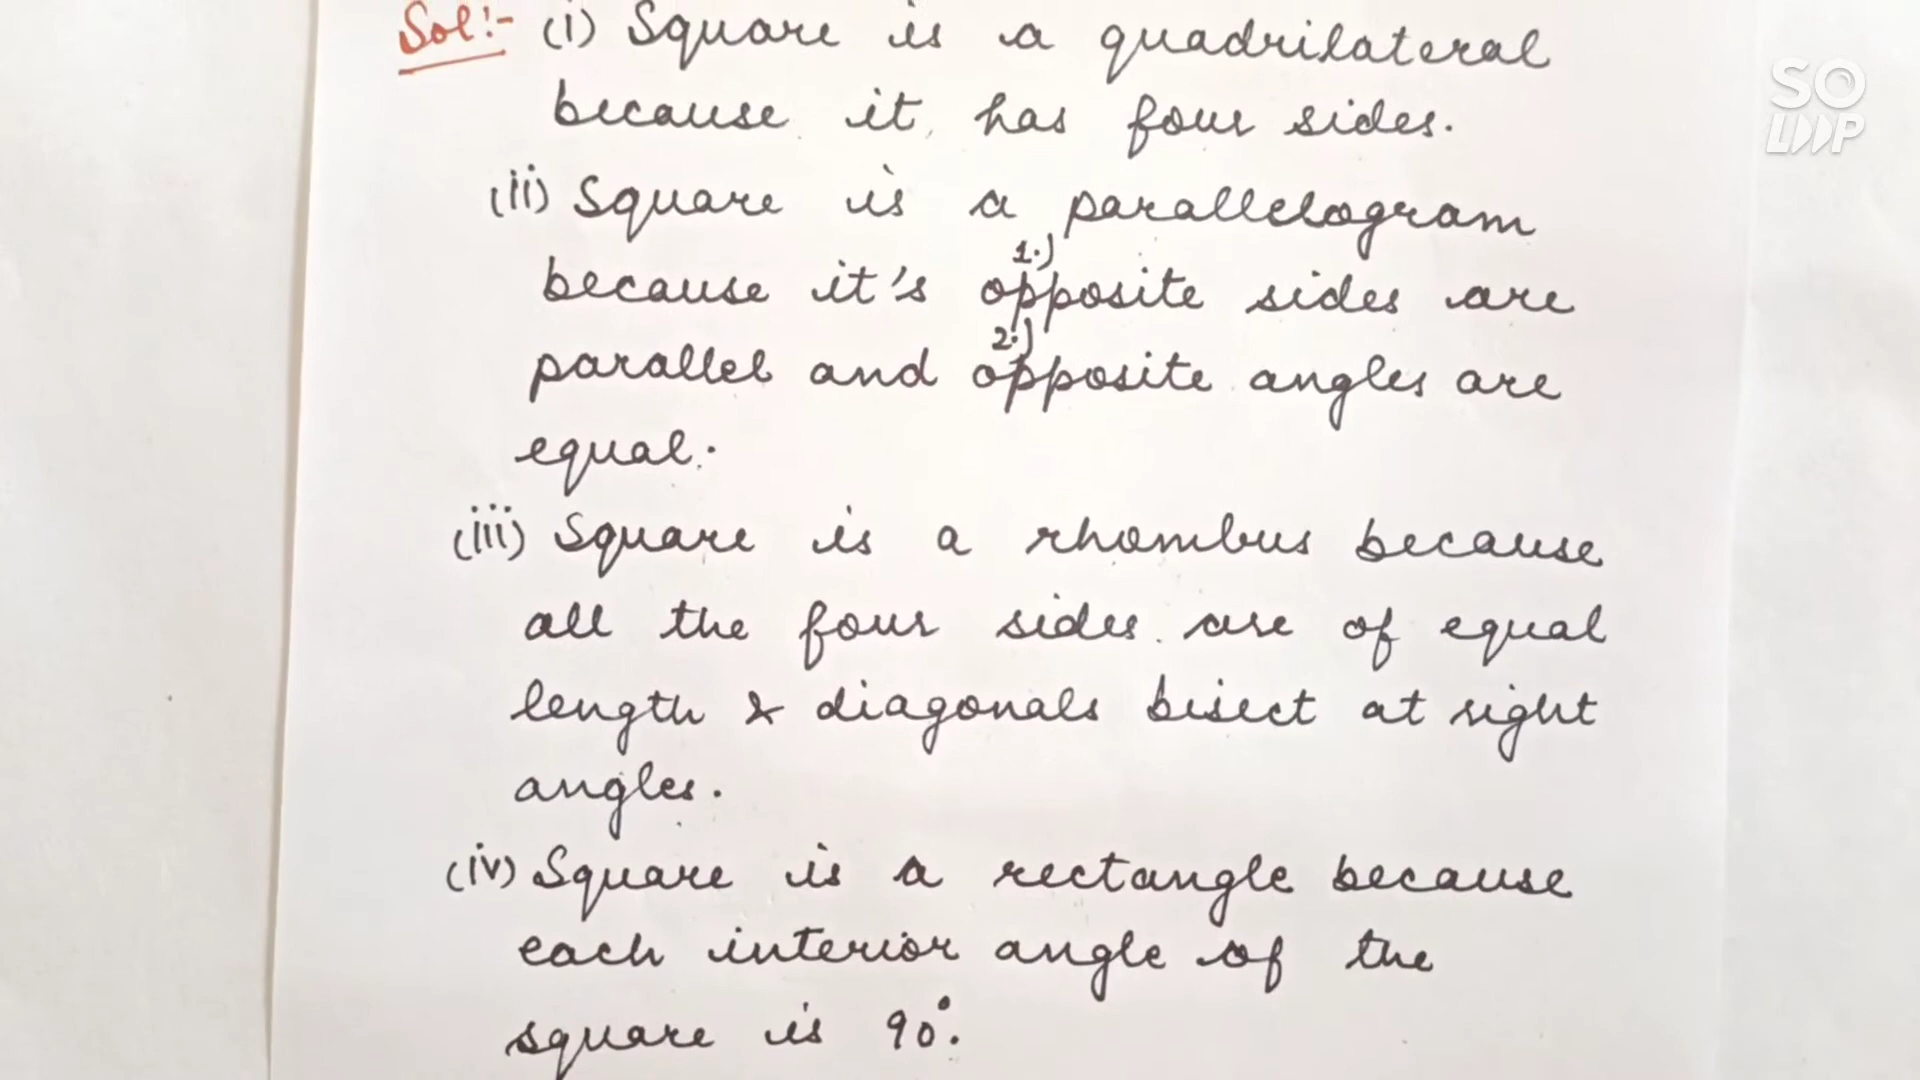 Sol:- (i) Square is a quadrilateral
because it has four sides.
(ii) Square is a parallelogram
1.)
because it's opposite sides are
2.)
parallel and opposite angles are
equal.
(iii) Square is a rhombus because
all the four sides are of equal
length & diagonals bisect at right
angles.
(iv) Square is a rectangle because
each interior angle of the
square is 90°.
SO
LOOP